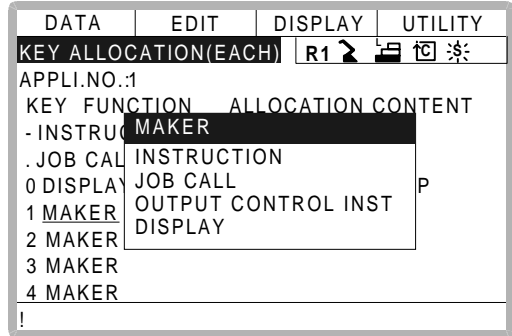 DATA EDIT DISPLAY UTILITY
KEY ALLOCATION(EACH) R1 C S
APPLI.NO.:1
KEY FUNCTION ALLOCATION CONTENT
- INSTRUC
MAKER
. JOB CAL
INSTRUCTION
JOB CALL
0 DISPLAY P
OUTPUT CONTROL INST
1 MAKER
DISPLAY
2 MAKER
3 MAKER
4 MAKER
!